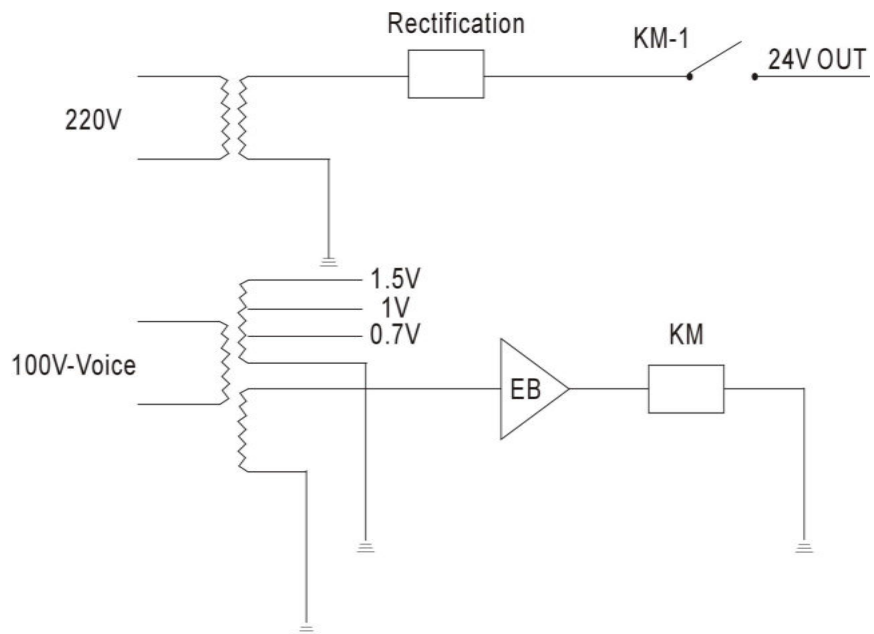 Rectification
KM-1
24V OUT
220V
1.5V
1V
0.7V
KM
100V-Voice
EB